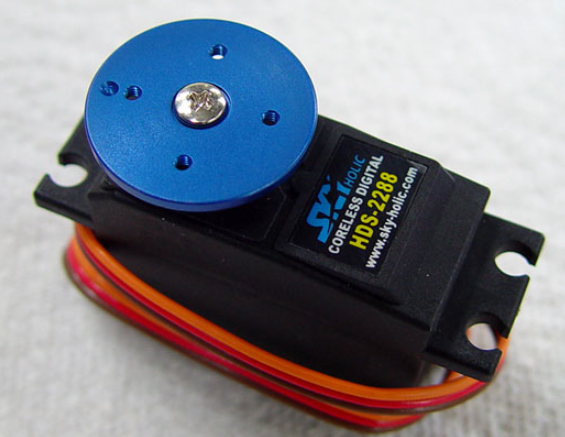 SKY HOLIC
CORELESS DIGITAL
HDS-2288
www.sky-holic.com